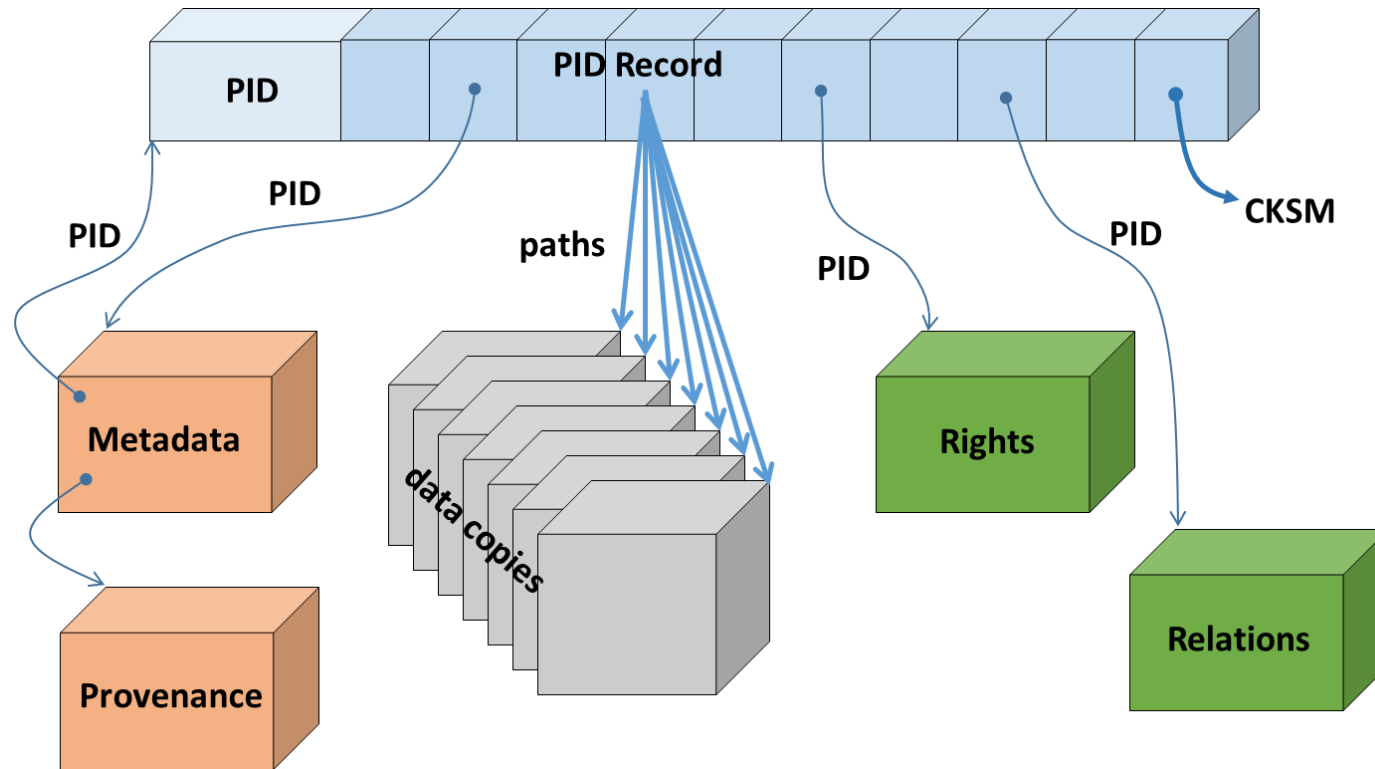 PID Record
PID
PID
PID
CKSM
PID
paths
PID
Metadata
Rights
data copies
Relations
Provenance